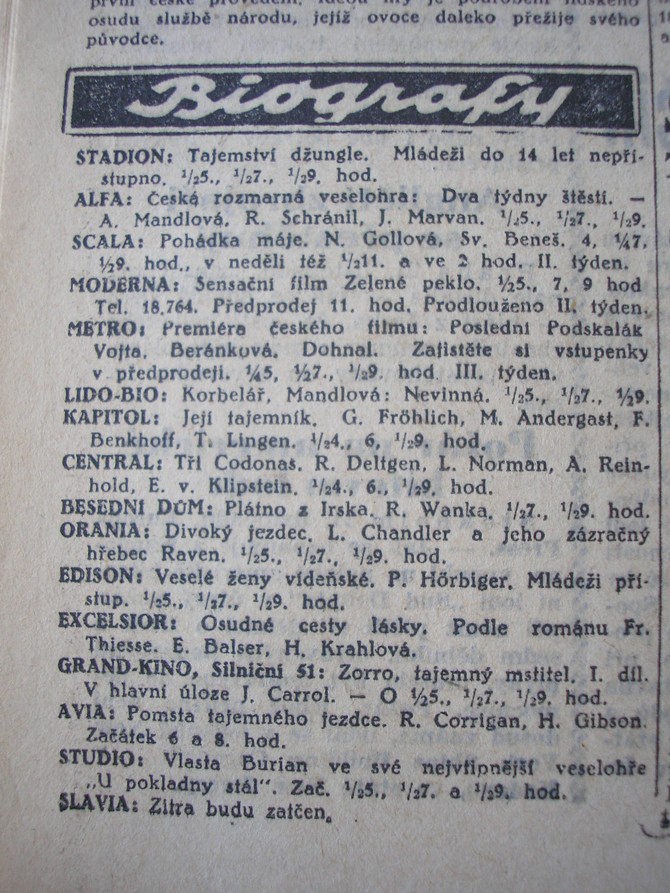 první české provedení.
osudu službě národu, jejíž ovoce daleko přežije svého
původce.
Biografy
STADION: Tajemství džungle. Mládeži do 14 let nepří-
stupno. ½5., ½7., ½9. hod.
ALFA: Česká rozmarná veselohra: Dva týdny štěstí. —
A. Mandlová, R. Schránil, J. Marvan. ½5., ½7., ½9.
SCALA: Pohádka máje. N. Gollová, Sv. Beneš. 4, ¼7,
½9. hod., v neděli též ½11. a ve 2 hod. II. týden.
MODERNA: Sensační film Zelené peklo. ½5., 7, 9 hod
Tel. 18.764. Předprodej 11. hod. Prodlouženo II. týden.
METRO: Premiéra českého filmu: Poslední Podskalák
Vojta, Beránková, Dohnal. Zajistěte si vstupenky
v předprodeji. ¼5, ½7., ½9. hod. III. týden.
LIDO-BIO: Korbelář, Mandlová: Nevinná. ½5., ½7., ½9.
KAPITOL: Její tajemník. G. Fröhlich, M. Andergast, F.
Benkhoff, T. Lingen. ½4., 6, ½9. hod.
CENTRAL: Tři Codonas. R. Deltgen, L. Norman, A. Rein-
hold, E. v. Klipstein. ½4., 6., ½9. hod.
BESEDNÍ DŮM: Plátno z Irska. R. Wanka. ½7., ½9. hod.
ORANIA: Divoký jezdec. L. Chandler a jeho zázračný
hřebec Raven. ½5., ½7., ½9. hod.
EDISON: Veselé ženy vídeňské. P. Hörbiger. Mládeži pří-
stup. ½5., ½7., ½9. hod.
EXCELSIOR: Osudné cesty lásky. Podle románu Fr.
Thiesse. E. Balser, H. Krahlová.
GRAND-KINO, Silniční 51: Zorro, tajemný mstitel. I. díl.
V hlavní úloze J. Carrol. — O ½5., ½7., ½9. hod.
AVIA: Pomsta tajemného jezdce. R. Corrigan, H. Gibson.
Začátek 6 a 8. hod.
STUDIO: Vlasta Burian ve své nejvtipnější veselohře
„U pokladny stál". Zač. ½5., ½7. a ½9. hod.
SLAVIA: Zítra budu zatčen.